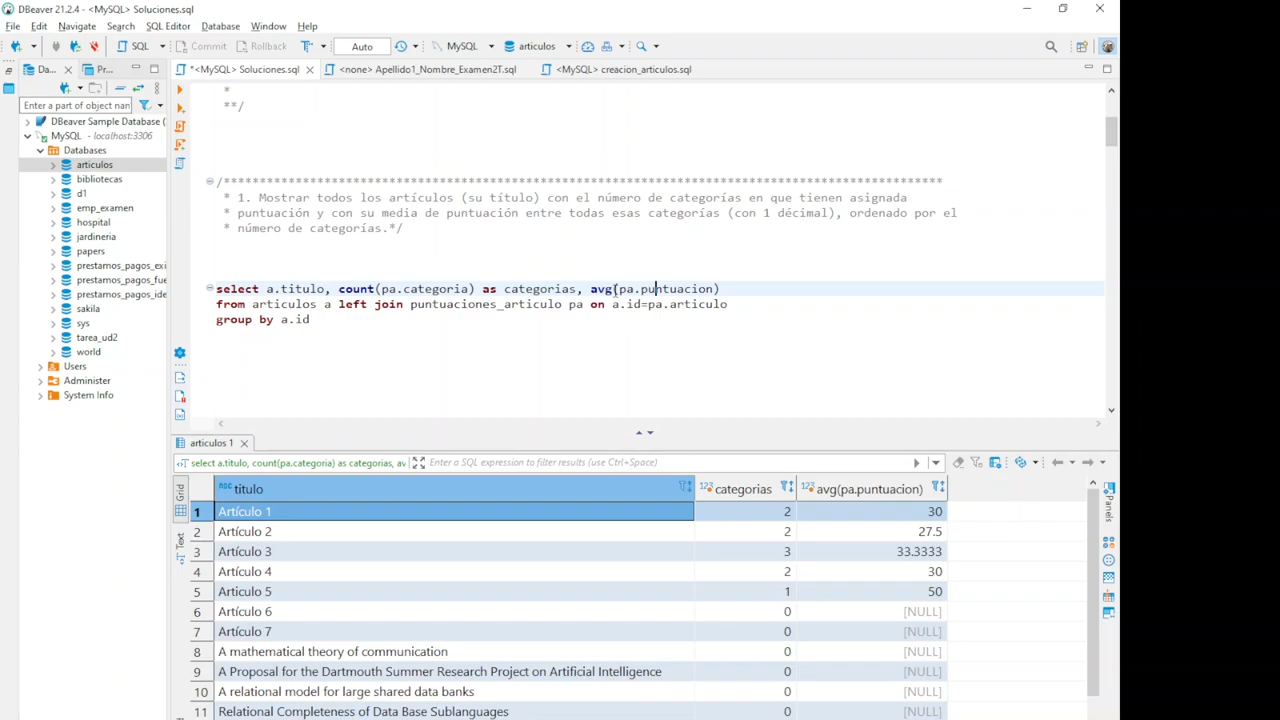 DBeaver 21.2.4 - <MySQL> Soluciones.sql
File Edit Navigate Search SQL Editor Database Window Help
SQL Commit Rollback Auto MySQL articulos
Da... Pr...
*<MySQL> Soluciones.sql <none> Apellido1_Nombre_Examen2T.sql <MySQL> creacion_articulos.sql
Enter a part of object nam
DBeaver Sample Database (
MySQL - localhost:3306
Databases
articulos
bibliotecas
d1
emp_examen
hospital
jardineria
papers
prestamos_pagos_exi
prestamos_pagos_fue
prestamos_pagos_ide
sakila
sys
tarea_ud2
world
Users
Administer
System Info
*
**/
/****************************************************************************************************
* 1. Mostrar todos los artículos (su título) con el número de categorías en que tienen asignada
* puntuación y con su media de puntuación entre todas esas categorías (con 1 décimal), ordenado por el
* número de categorías.*/
select a.titulo, count(pa.categoria) as categorias, avg(pa.puntuacion)
from articulos a left join puntuaciones_articulo pa on a.id=pa.articulo
group by a.id
articulos 1
select a.titulo, count(pa.categoria) as categorias, av Enter a SQL expression to filter results (use Ctrl+Space)
Grid
Text
Panels
abc titulo 123 categorias 123 avg(pa.puntuacion)
1 Artículo 1 2 30
2 Artículo 2 2 27.5
3 Artículo 3 3 33.3333
4 Artículo 4 2 30
5 Artículo 5 1 50
6 Artículo 6 0 [NULL]
7 Artículo 7 0 [NULL]
8 A mathematical theory of communication 0 [NULL]
9 A Proposal for the Dartmouth Summer Research Project on Artificial Intelligence 0 [NULL]
10 A relational model for large shared data banks 0 [NULL]
11 Relational Completeness of Data Base Sublanguages 0 [NULL]